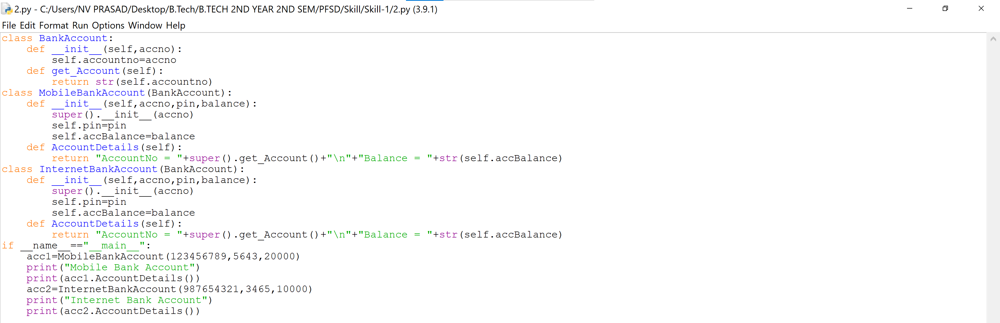 2.py - C:/Users/NV PRASAD/Desktop/B.Tech/B.TECH 2ND YEAR 2ND SEM/PFSD/Skill/Skill-1/2.py (3.9.1)
File Edit Format Run Options Window Help
class BankAccount:
    def __init__(self,accno):
        self.accountno=accno
    def get_Account(self):
        return str(self.accountno)
class MobileBankAccount(BankAccount):
    def __init__(self,accno,pin,balance):
        super().__init__(accno)
        self.pin=pin
        self.accBalance=balance
    def AccountDetails(self):
        return "AccountNo = "+super().get_Account()+"\n"+"Balance = "+str(self.accBalance)
class InternetBankAccount(BankAccount):
    def __init__(self,accno,pin,balance):
        super().__init__(accno)
        self.pin=pin
        self.accBalance=balance
    def AccountDetails(self):
        return "AccountNo = "+super().get_Account()+"\n"+"Balance = "+str(self.accBalance)
if __name__=="__main__":
    acc1=MobileBankAccount(123456789,5643,20000)
    print("Mobile Bank Account")
    print(acc1.AccountDetails())
    acc2=InternetBankAccount(987654321,3465,10000)
    print("Internet Bank Account")
    print(acc2.AccountDetails())